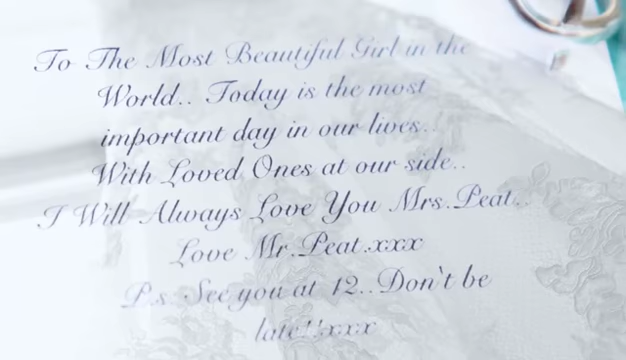 To The Most Beautiful Girl in the
World.. Today is the most
important day in our lives..
With Loved Ones at our side..
I Will Always Love You Mrs.Peat..
Love Mr.Peat.xxx
P.s. See you at 12..Don`t be
late!!xxx